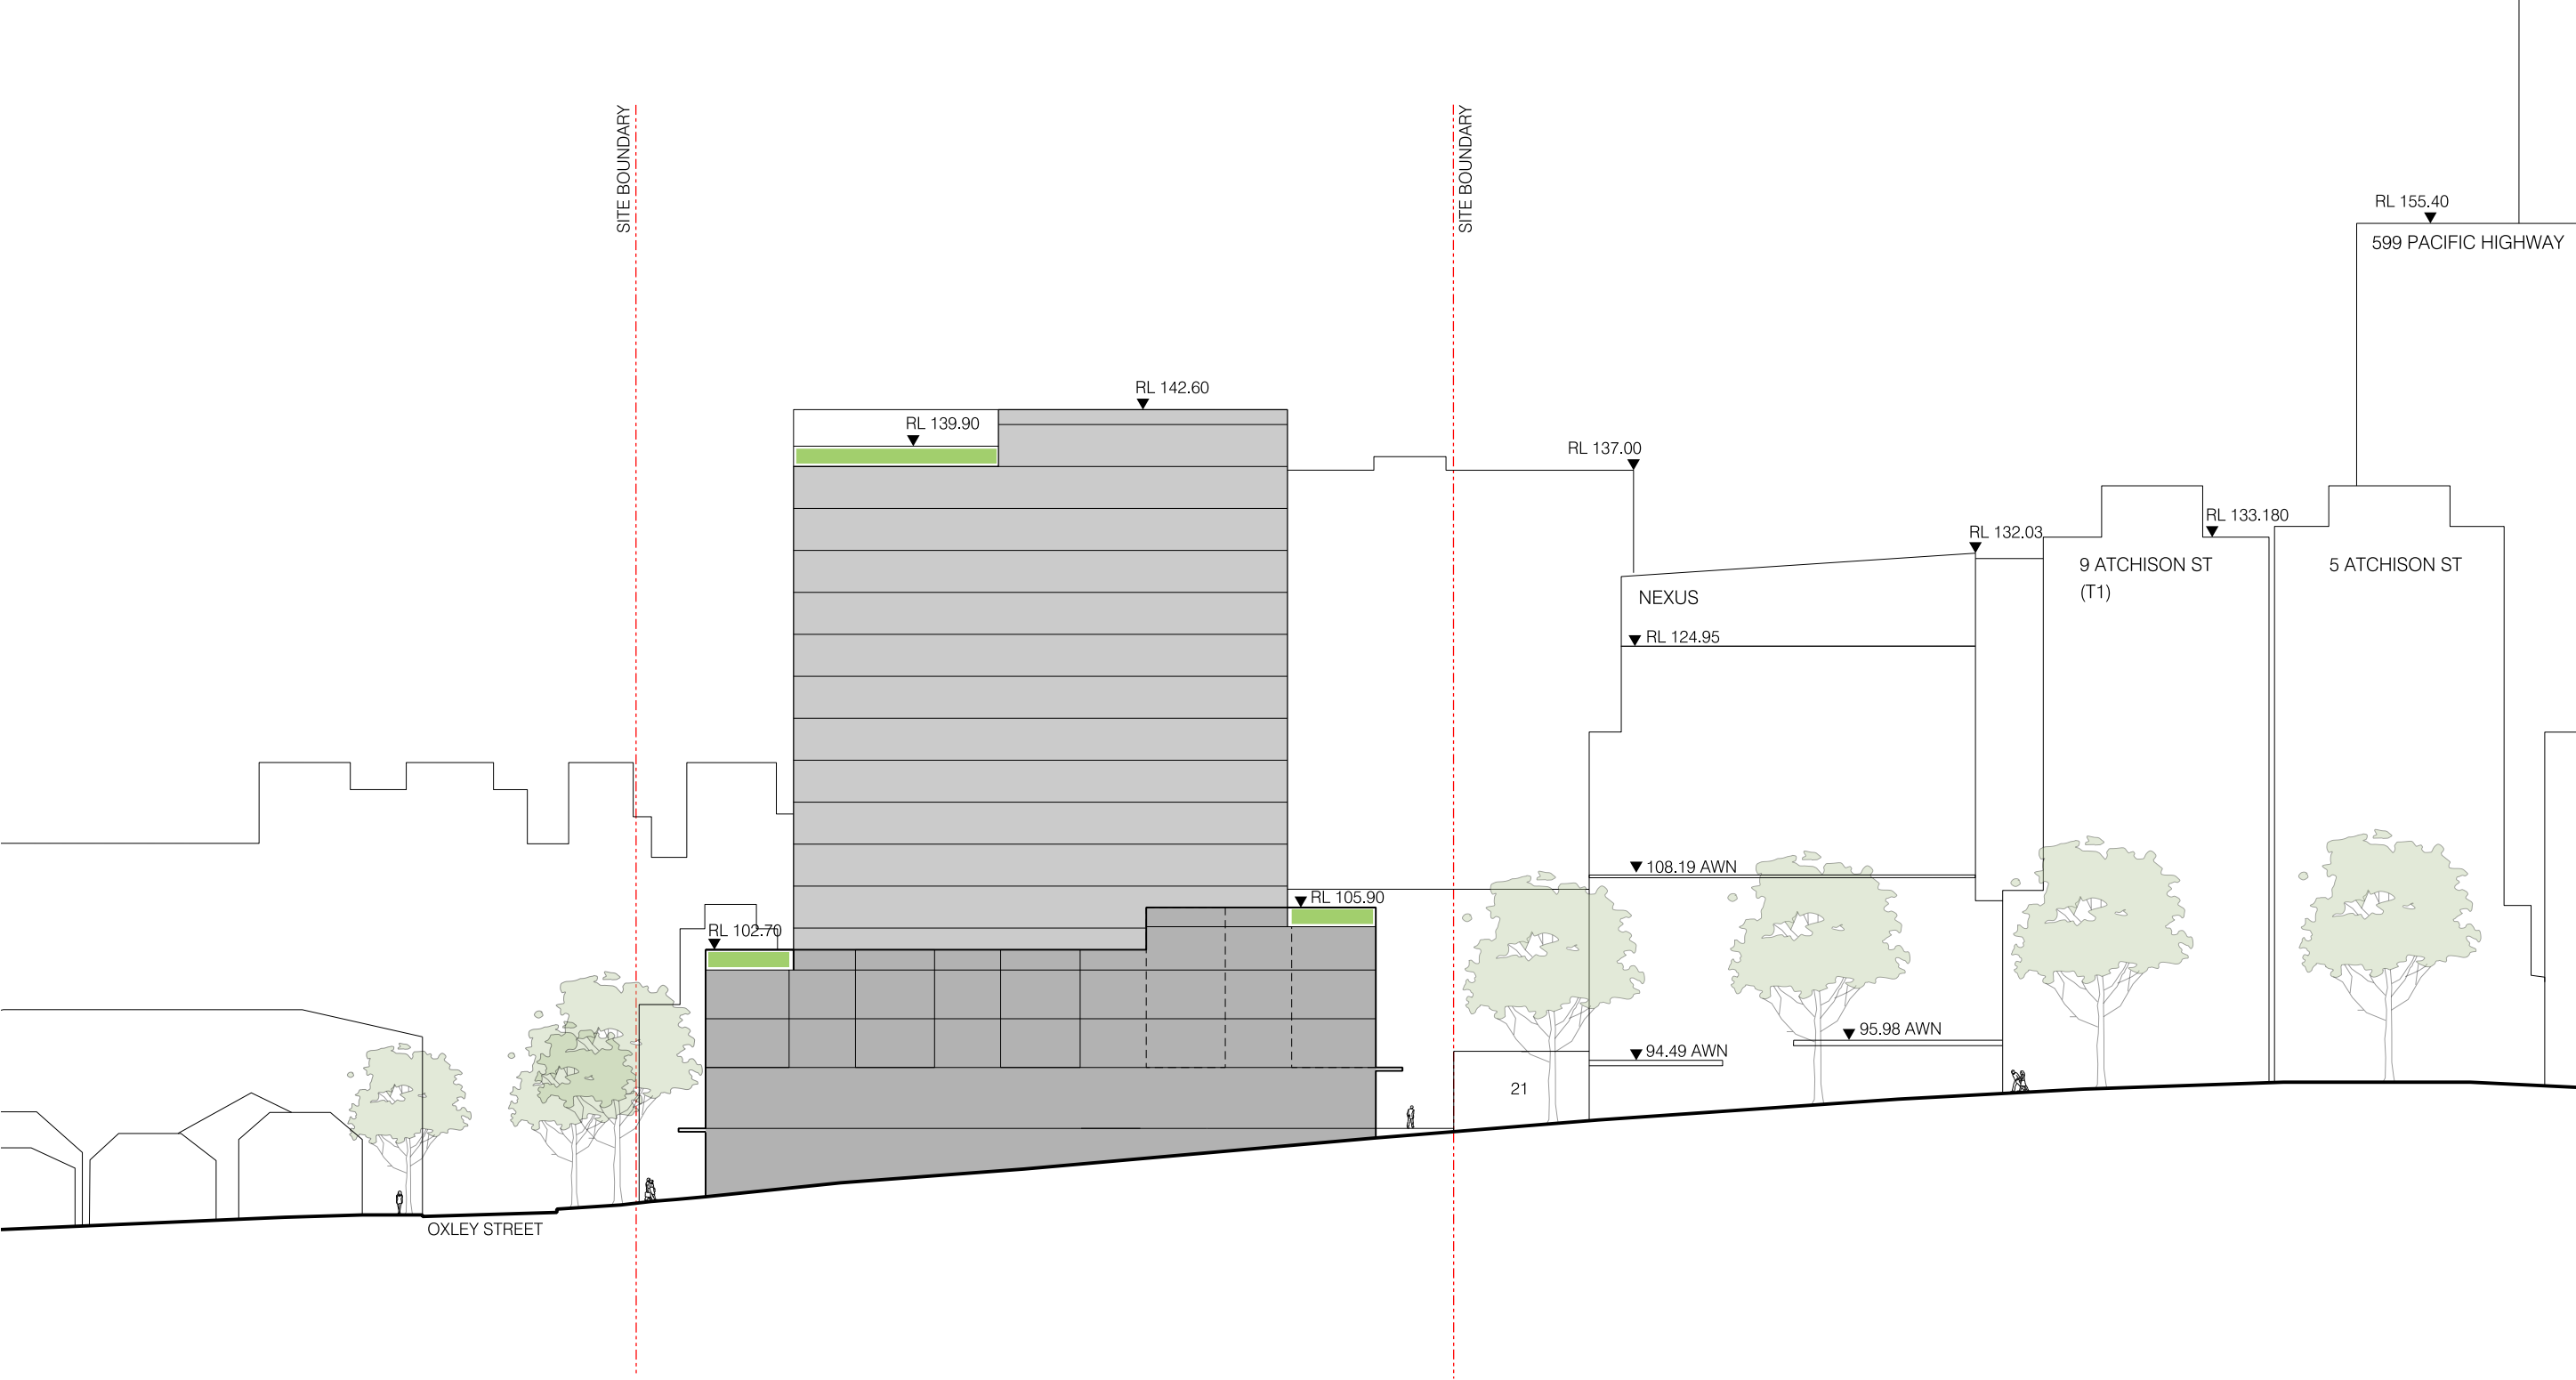 SITE BOUNDARY
SITE BOUNDARY
RL 155.40
599 PACIFIC HIGHWAY
RL 142.60
RL 139.90
RL 137.00
RL 133.180
RL 132.03
9 ATCHISON ST
(T1)
5 ATCHISON ST
NEXUS
RL 124.95
108.19 AWN
RL 105.90
RL 102.70
95.98 AWN
94.49 AWN
21
OXLEY STREET